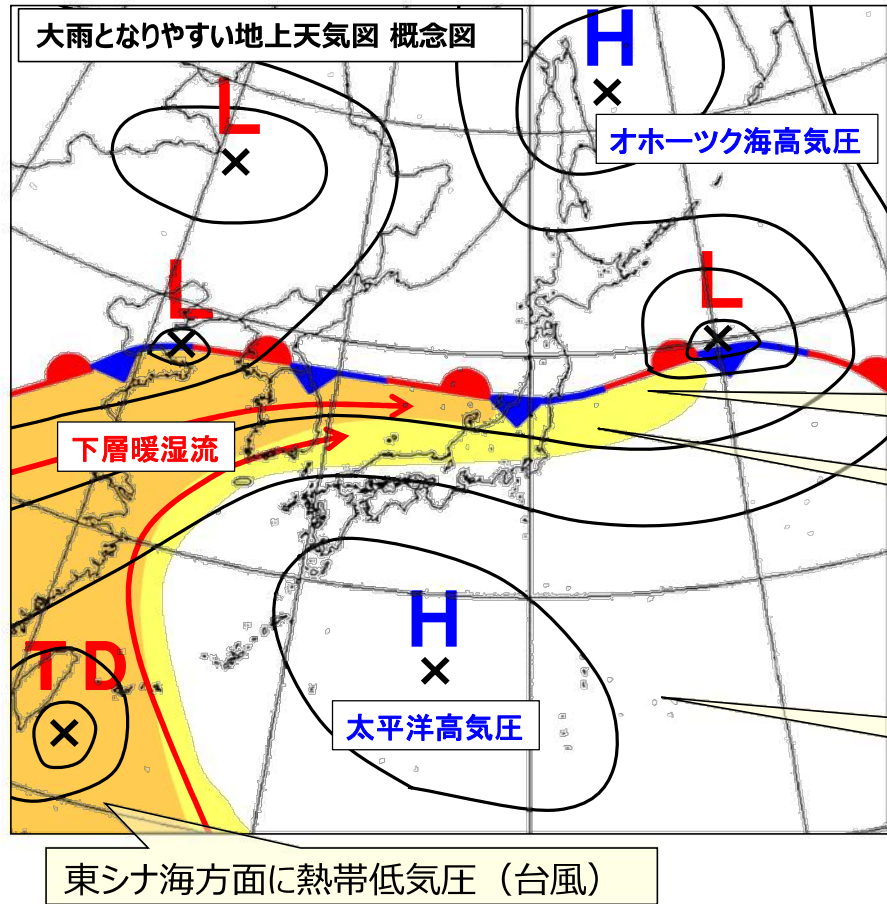 大雨となりやすい地上天気図 概念図
H
オホーツク海高気圧
L
L
L
下層暖湿流
TD
H
太平洋高気圧
東シナ海方面に熱帯低気圧（台風）